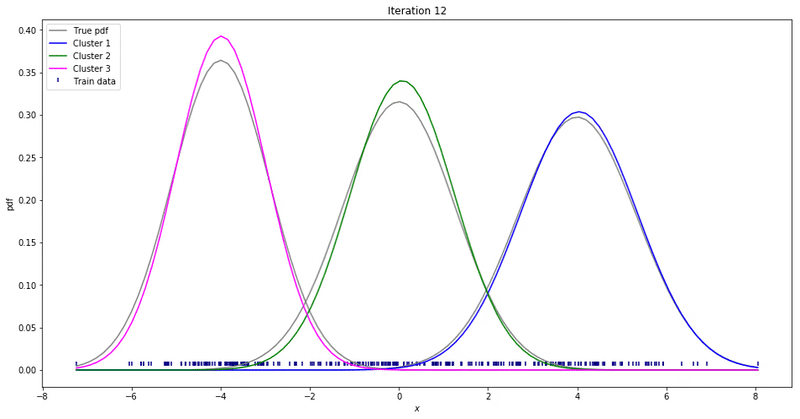 Iteration 12
True pdf
Cluster 1
Cluster 2
Cluster 3
Train data
pdf
0.40
0.35
0.30
0.25
0.20
0.15
0.10
0.05
0.00
−8 −6 −4 −2 0 2 4 6 8
x